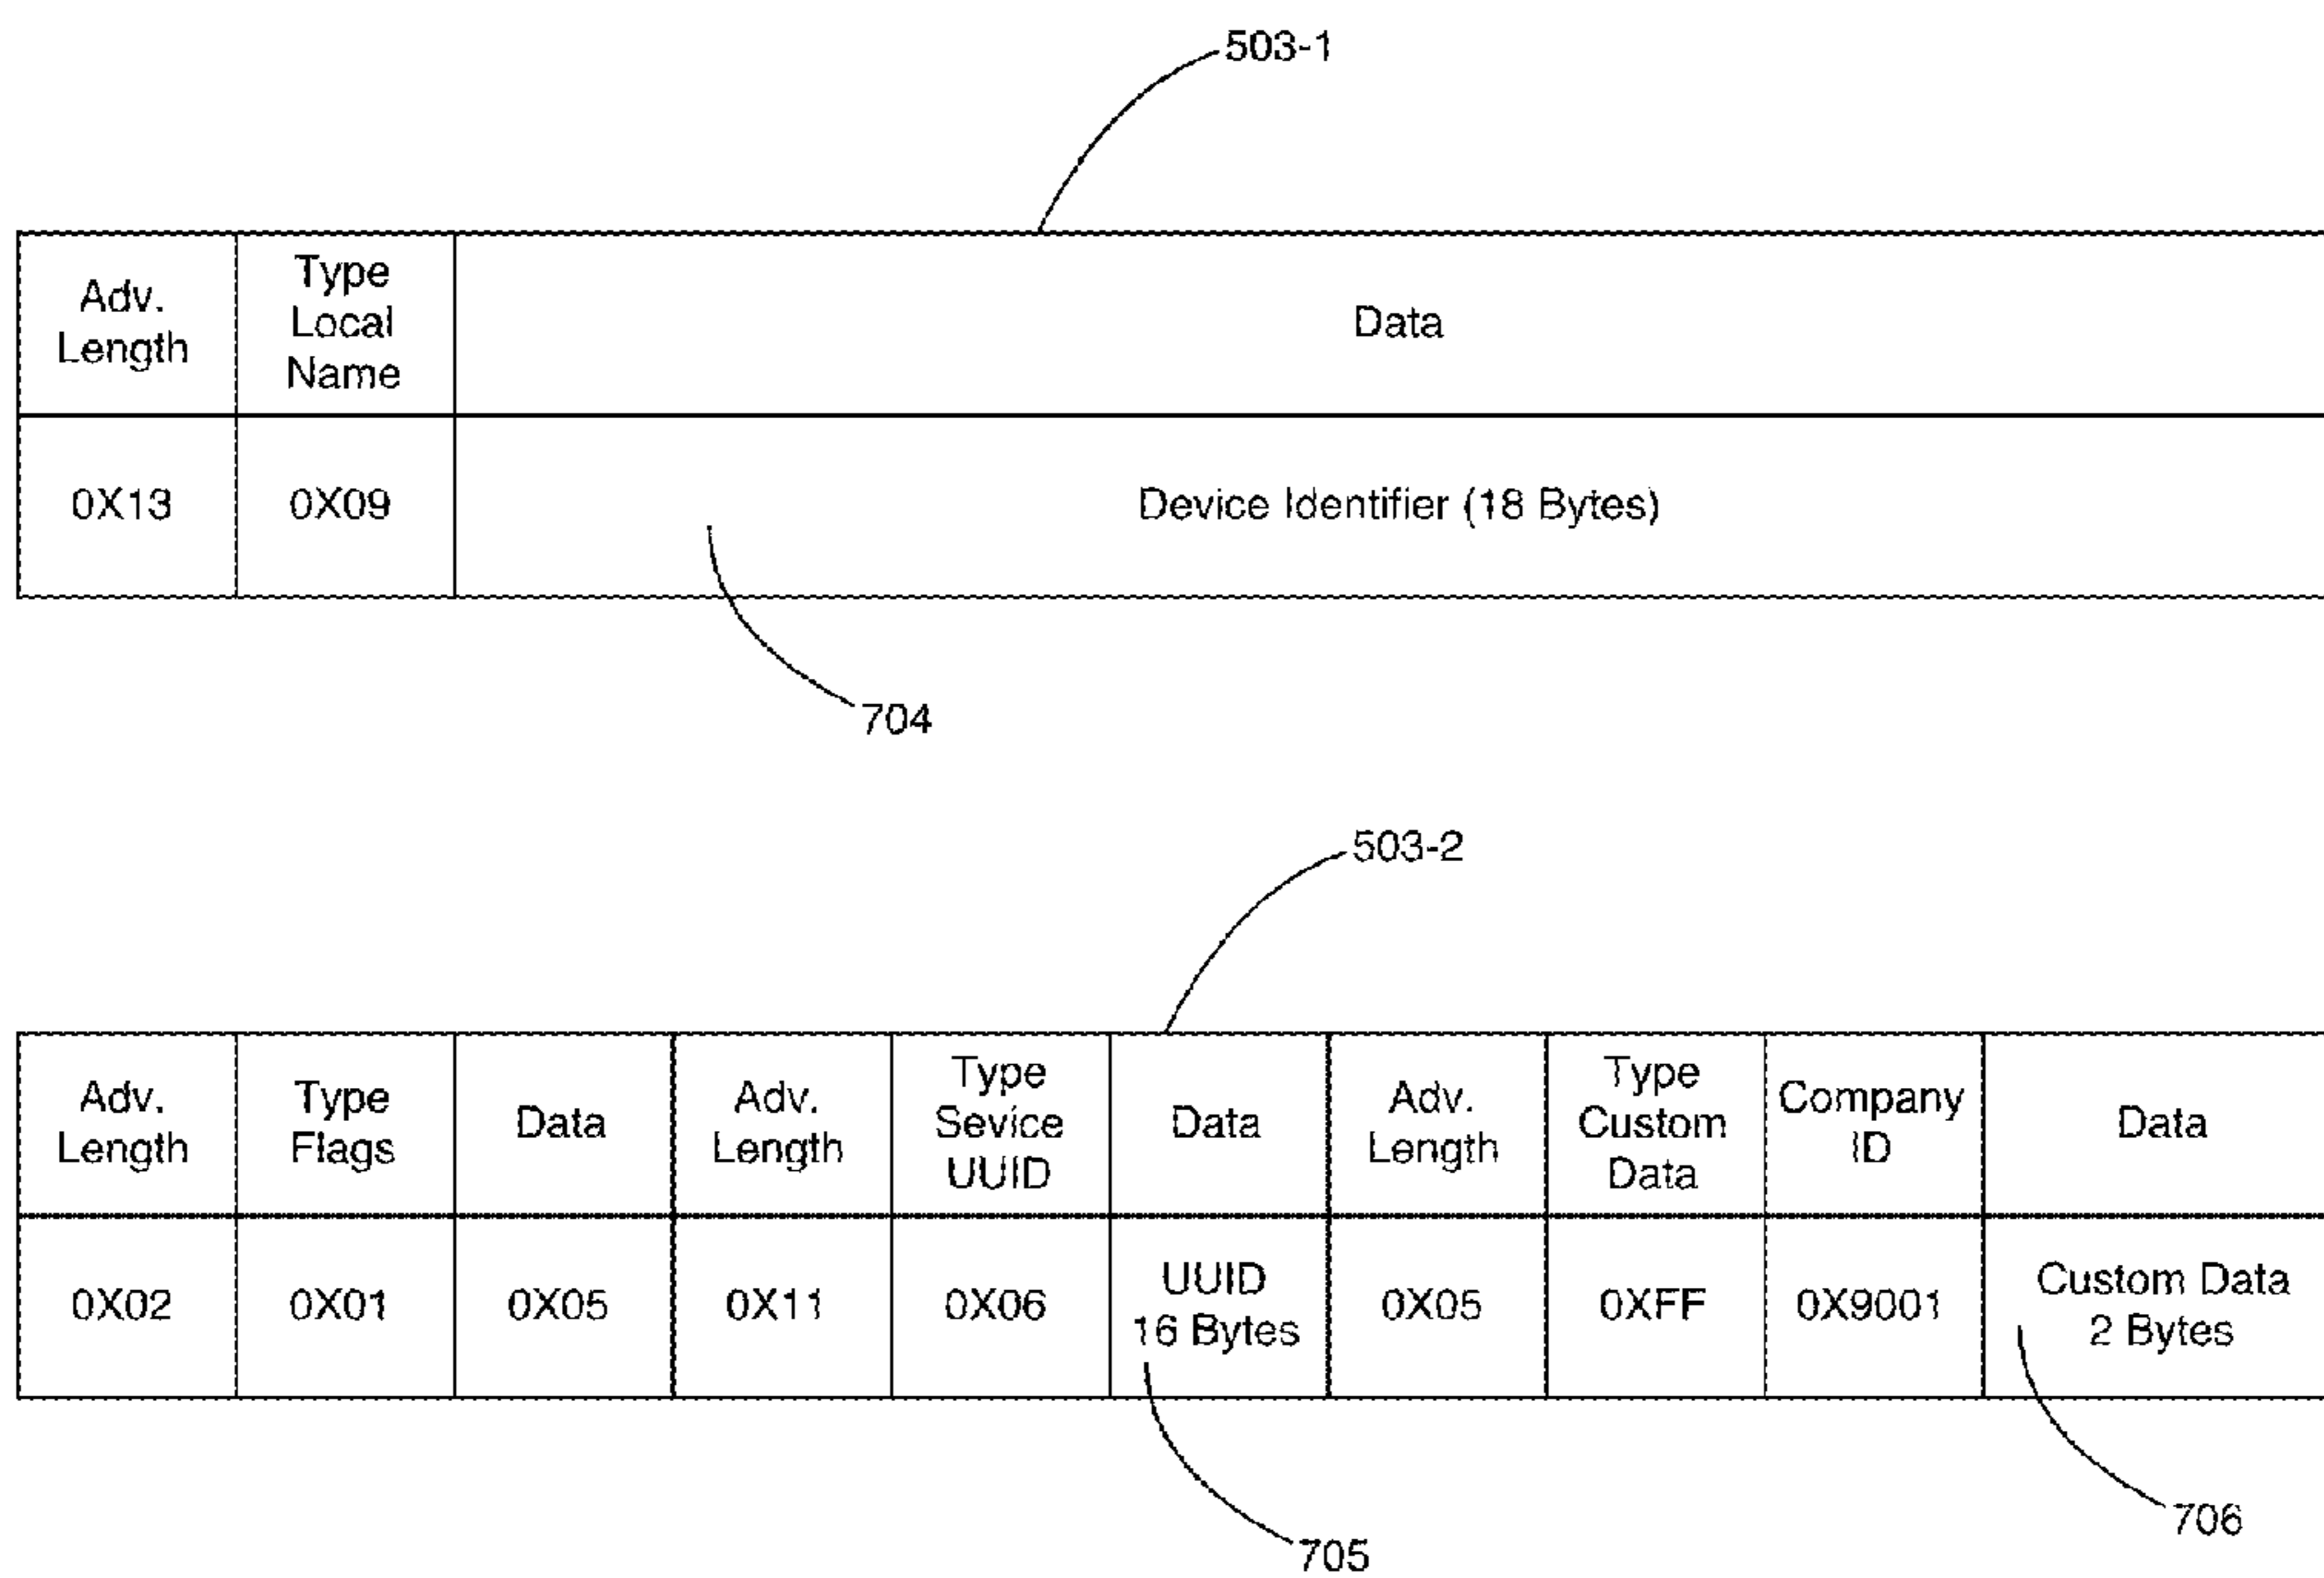 503-1
Adv.
Length
Type
Local
Name
Data
0X13
0X09
Device Identifier (18 Bytes)
704
503-2
Adv.
Length
Type
Flags
Data
Adv.
Length
Type
Sevice
UUID
Data
Adv.
Length
Type
Custom
Data
Company
ID
Data
0X02
0X01
0X05
0X11
0X06
UUID
16 Bytes
0X05
0XFF
0X9001
Custom Data
2 Bytes
706
705